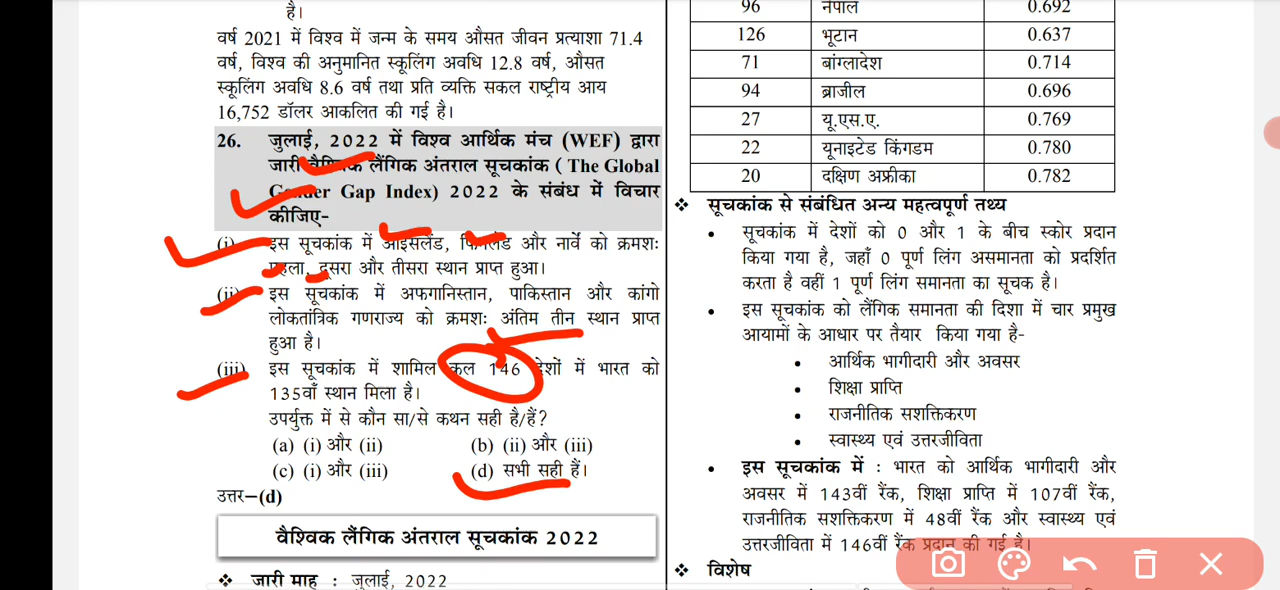 है।
वर्ष 2021 में विश्व में जन्म के समय औसत जीवन प्रत्याशा 71.4
वर्ष, विश्व की अनुमानित स्कूलिंग अवधि 12.8 वर्ष, औसत
स्कूलिंग अवधि 8.6 वर्ष तथा प्रति व्यक्ति सकल राष्ट्रीय आय
16,752 डॉलर आकलित की गई है।
26. जुलाई, 2022 में विश्व आर्थिक मंच (WEF) द्वारा
जारी वैश्विक लैंगिक अंतराल सूचकांक ( The Global
Gender Gap Index) 2022 के संबंध में विचार
कीजिए-
(i) इस सूचकांक में आइसलैंड, फिनलैंड और नार्वे को क्रमशः
पहला, दूसरा और तीसरा स्थान प्राप्त हुआ।
(ii) इस सूचकांक में अफगानिस्तान, पाकिस्तान और कांगो
लोकतांत्रिक गणराज्य को क्रमशः अंतिम तीन स्थान प्राप्त
हुआ है।
(iii) इस सूचकांक में शामिल कुल 146 देशों में भारत को
135वाँ स्थान मिला है।
उपर्युक्त में से कौन सा/से कथन सही है/हैं?
(a) (i) और (ii) (b) (ii) और (iii)
(c) (i) और (iii) (d) सभी सही हैं।
उत्तर–(d)
वैश्विक लैंगिक अंतराल सूचकांक 2022
❖ जारी माह : जुलाई, 2022
96 नेपाल 0.692
126 भूटान 0.637
71 बांग्लादेश 0.714
94 ब्राजील 0.696
27 यू.एस.ए. 0.769
22 यूनाइटेड किंगडम 0.780
20 दक्षिण अफ्रीका 0.782
❖ सूचकांक से संबंधित अन्य महत्वपूर्ण तथ्य
• सूचकांक में देशों को 0 और 1 के बीच स्कोर प्रदान
किया गया है, जहाँ 0 पूर्ण लिंग असमानता को प्रदर्शित
करता है वहीं 1 पूर्ण लिंग समानता का सूचक है।
• इस सूचकांक को लैंगिक समानता की दिशा में चार प्रमुख
आयामों के आधार पर तैयार किया गया है-
• आर्थिक भागीदारी और अवसर
• शिक्षा प्राप्ति
• राजनीतिक सशक्तिकरण
• स्वास्थ्य एवं उत्तरजीविता
• इस सूचकांक में : भारत को आर्थिक भागीदारी और
अवसर में 143वीं रैंक, शिक्षा प्राप्ति में 107वीं रैंक,
राजनीतिक सशक्तिकरण में 48वीं रैंक और स्वास्थ्य एवं
उत्तरजीविता में 146वीं रैंक प्रदान की गई है।
❖ विशेष